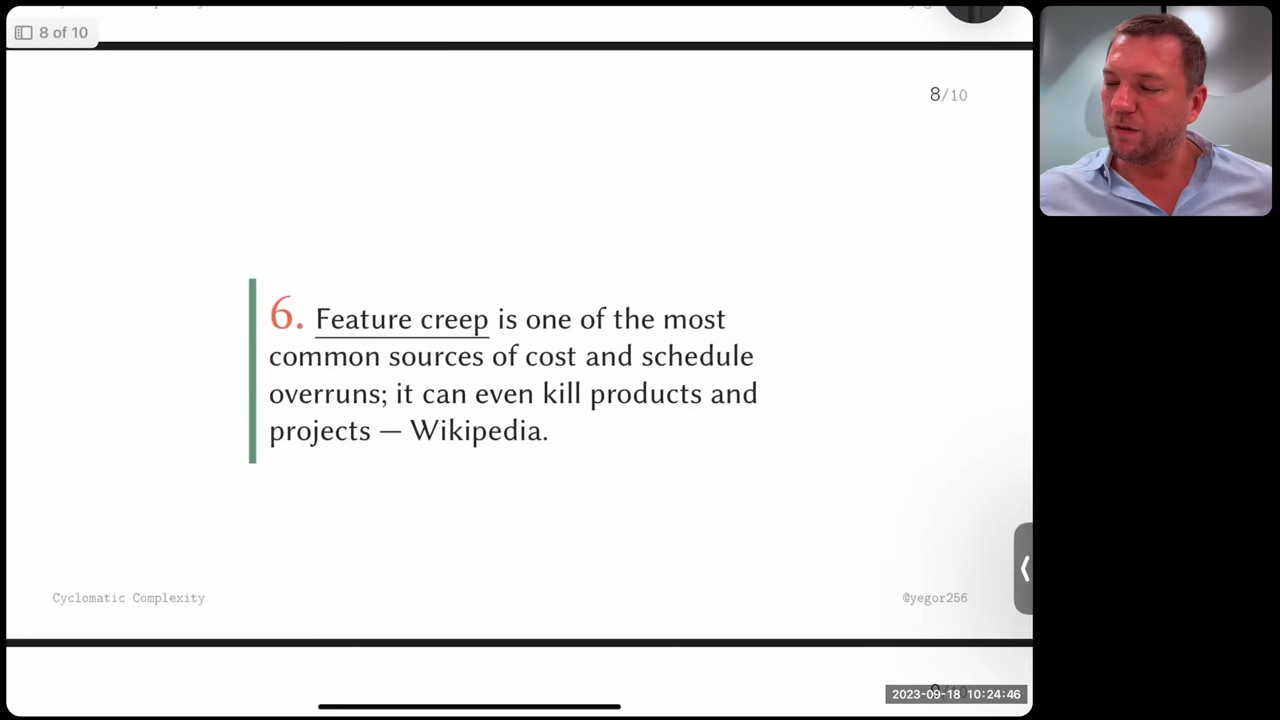 8 of 10
8/10
6. Feature creep is one of the most
common sources of cost and schedule
overruns; it can even kill products and
projects — Wikipedia.
Cyclomatic Complexity
@yegor256
2023-09-18 10:24:46